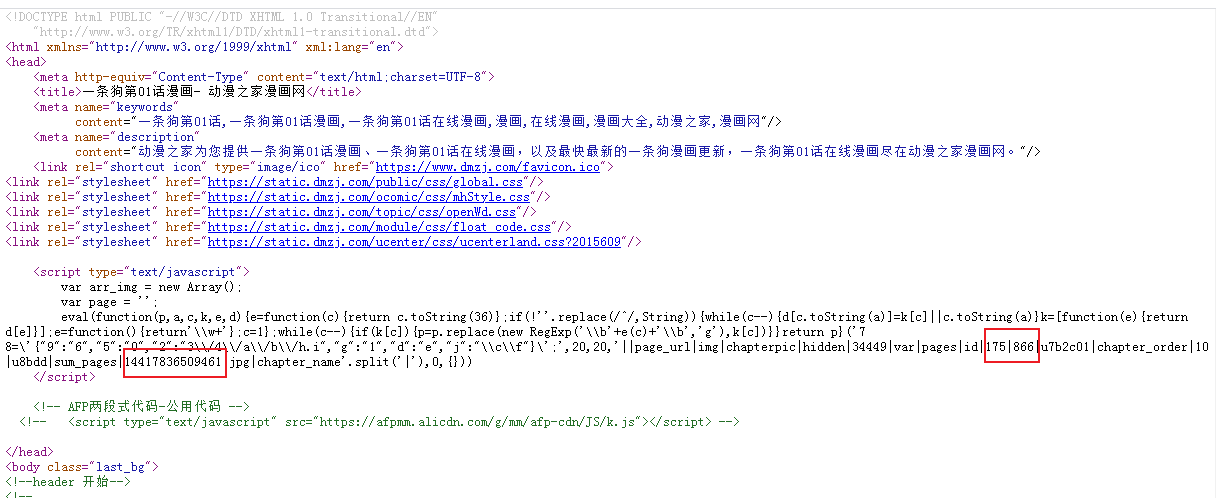 <!DOCTYPE html PUBLIC "-//W3C//DTD XHTML 1.0 Transitional//EN"
"http://www.w3.org/TR/xhtml1/DTD/xhtml1-transitional.dtd">
<html xmlns="http://www.w3.org/1999/xhtml" xml:lang="en">
<head>
<meta http-equiv="Content-Type" content="text/html;charset=UTF-8">
<title>一条狗第01话漫画- 动漫之家漫画网</title>
<meta name="keywords"
content="一条狗第01话,一条狗第01话漫画,一条狗第01话在线漫画,漫画,在线漫画,漫画大全,动漫之家,漫画网"/>
<meta name="description"
content="动漫之家为您提供一条狗第01话漫画、一条狗第01话在线漫画，以及最快最新的一条狗漫画更新，一条狗第01话在线漫画尽在动漫之家漫画网。"/>
<link rel="shortcut icon" type="image/ico" href="https://www.dmzj.com/favicon.ico">
<link rel="stylesheet" href="https://static.dmzj.com/public/css/global.css"/>
<link rel="stylesheet" href="https://static.dmzj.com/ocomic/css/mhStyle.css"/>
<link rel="stylesheet" href="https://static.dmzj.com/topic/css/openWd.css"/>
<link rel="stylesheet" href="https://static.dmzj.com/module/css/float_code.css"/>
<link rel="stylesheet" href="https://static.dmzj.com/ucenter/css/ucenterland.css?2015609"/>
<script type="text/javascript">
var arr_img = new Array();
var page = '';
eval(function(p,a,c,k,e,d){e=function(c){return c.toString(36)};if(!''.replace(/^/,String)){while(c--){d[c.toString(a)]=k[c]||c.toString(a)}k=[function(e){return
d[e]}];e=function(){return'\\w+'};c=1};while(c--){if(k[c]){p=p.replace(new RegExp('\\b'+e(c)+'\\b','g'),k[c])}}return p}('7
8=\'{"9":"6","5":"0","2":"3\\/4\\/a\\/b\\/h.i","g":"1","d":"e","j":"\\c\\f"}\';',20,20,'||page_url|img|chapterpic|hidden|34449|var|pages|id|175|866|u7b2c01|chapter_order|10
|u8bdd|sum_pages|14417836509461|jpg|chapter_name'.split('|'),0,{}))
</script>
<!-- AFP两段式代码-公用代码 -->
<!-- <script type="text/javascript" src="https://afpmm.alicdn.com/g/mm/afp-cdn/JS/k.js"></script> -->
</head>
<body class="last_bg">
<!--header 开始-->
<!--